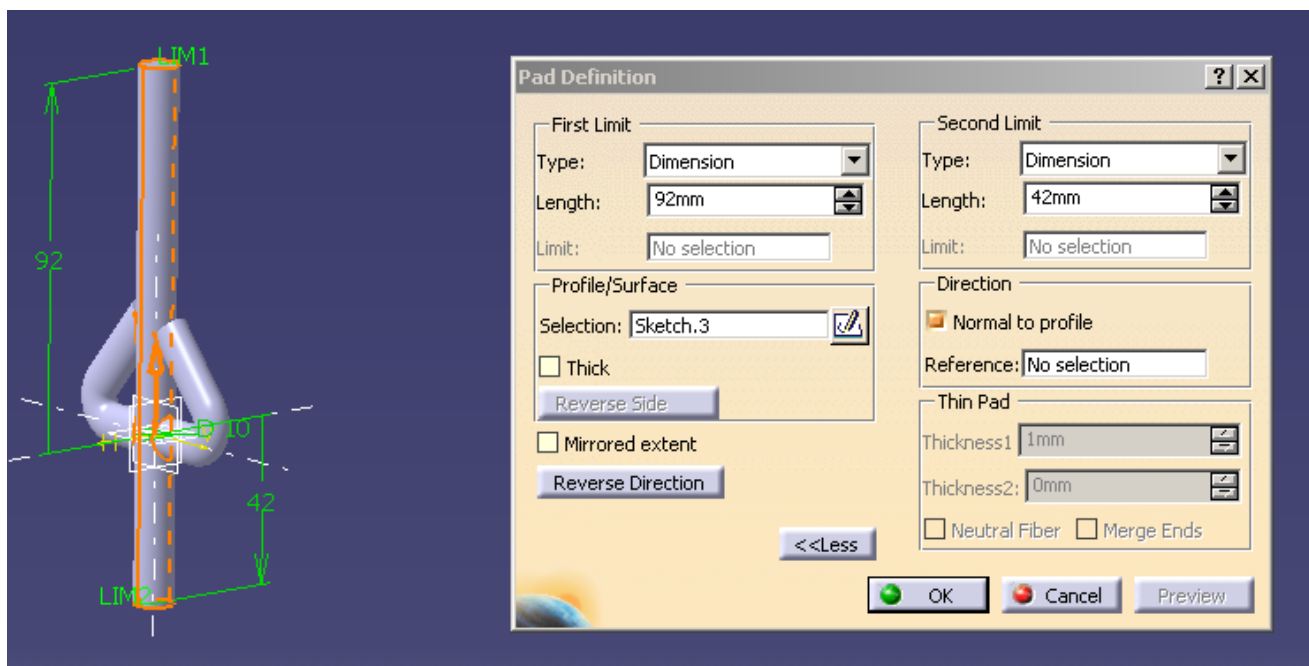 LIM1
92
H
D 10
42
LIM2
Pad Definition
?
First Limit
Type: Dimension
Length: 92mm
Limit: No selection
Profile/Surface
Selection: Sketch.3
Thick
Reverse Side
Mirrored extent
Reverse Direction
<<Less
Second Limit
Type: Dimension
Length: 42mm
Limit: No selection
Direction
Normal to profile
Reference: No selection
Thin Pad
Thickness1 1mm
Thickness2: 0mm
Neutral Fiber Merge Ends
OK Cancel Preview